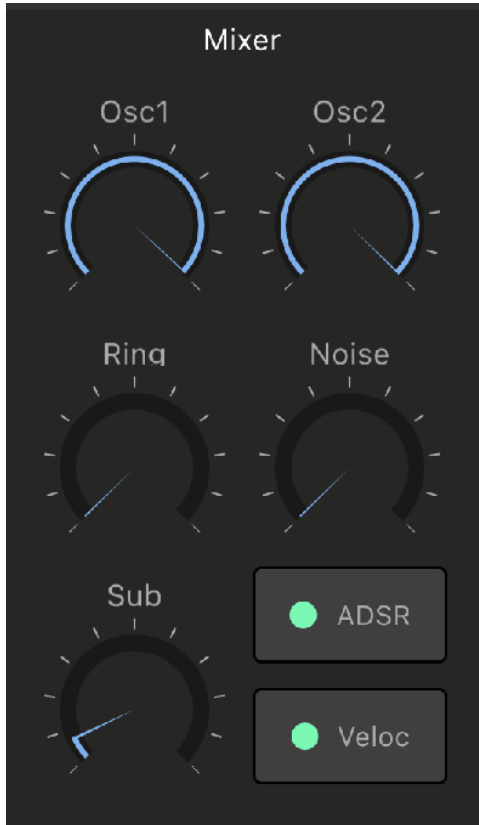 Mixer
Osc1 Osc2
Ring Noise
Sub
ADSR
Veloc